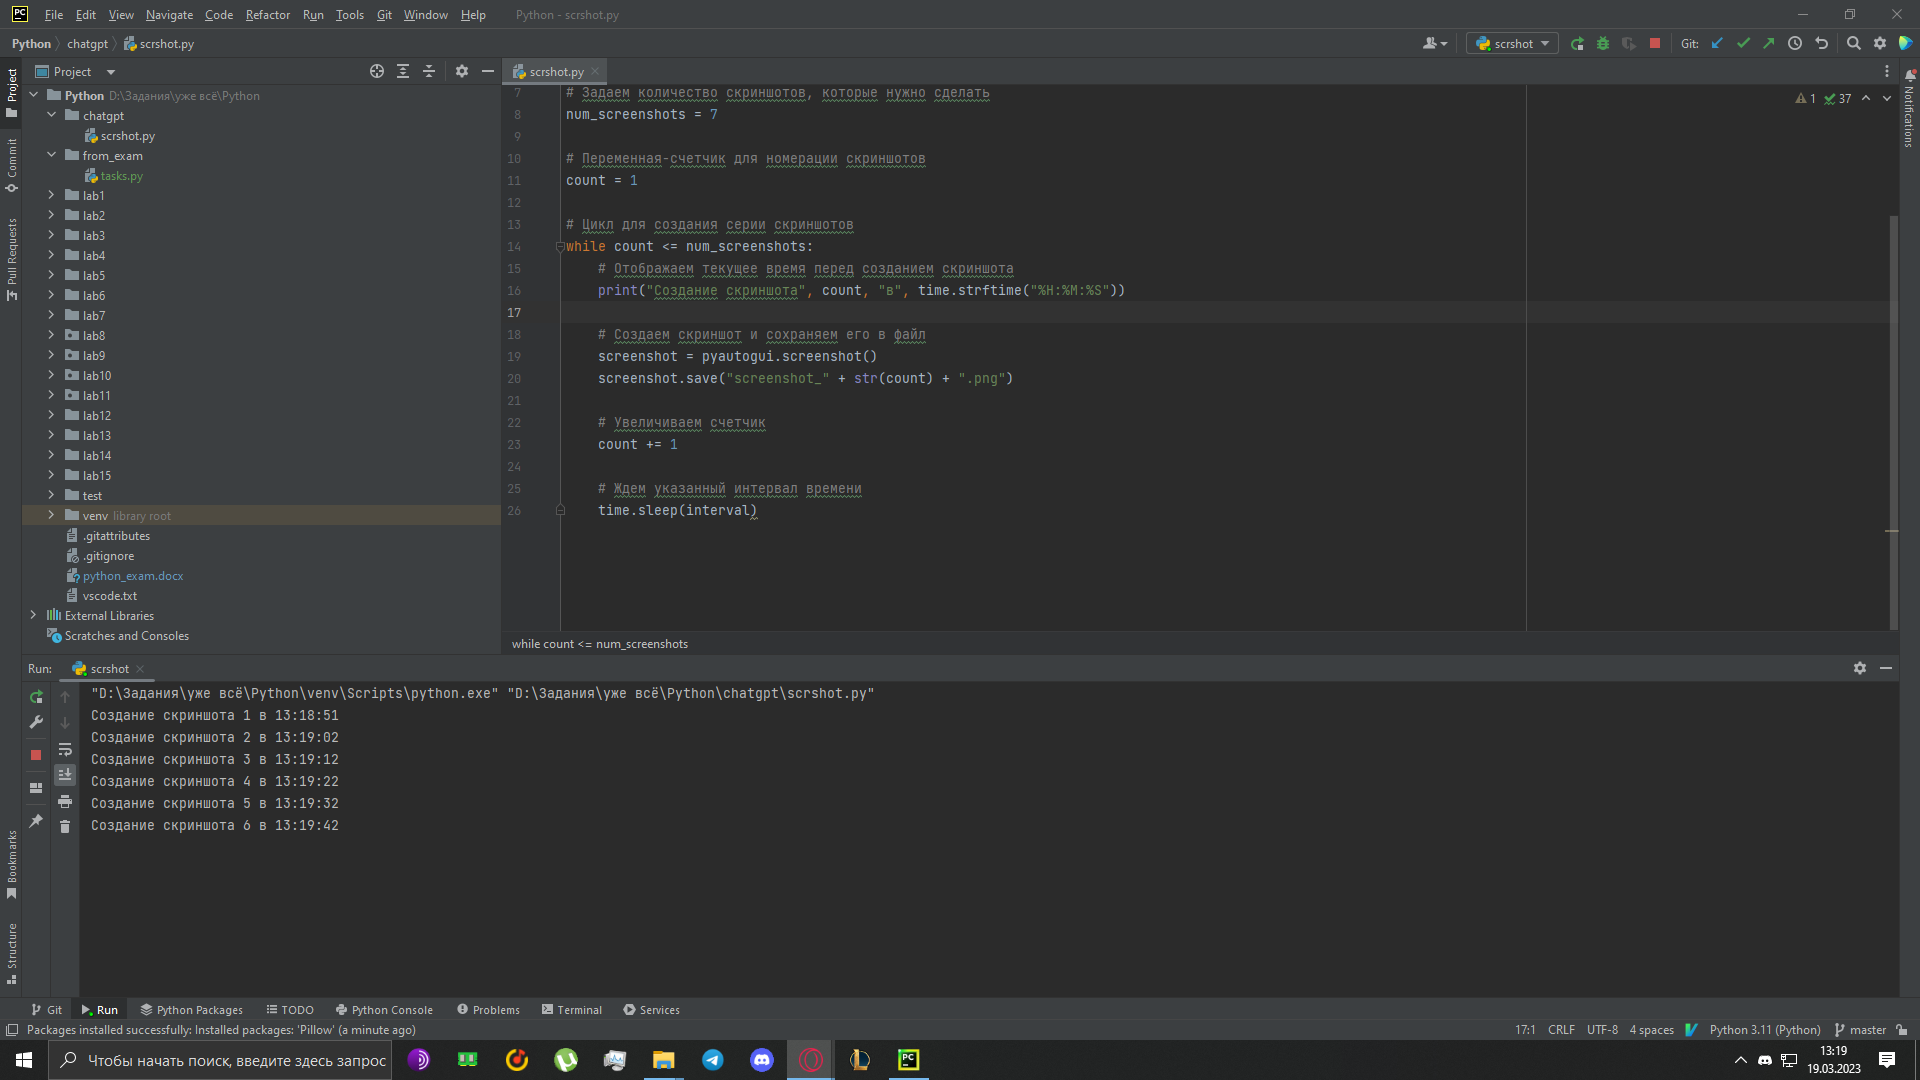 PC File Edit View Navigate Code Refactor Run Tools Git Window Help Python - scrshot.py
Python chatgpt scrshot.py
scrshot
Git:
Project
Commit
Pull Requests
Bookmarks
Structure
Notifications
Project
Python D:\Задания\уже всё\Python
chatgpt
scrshot.py
from_exam
tasks.py
lab1
lab2
lab3
lab4
lab5
lab6
lab7
lab8
lab9
lab10
lab11
lab12
lab13
lab14
lab15
test
venv library root
.gitattributes
.gitignore
python_exam.docx
vscode.txt
External Libraries
Scratches and Consoles
scrshot.py
1 37
7 # Задаем количество скриншотов, которые нужно сделать
8 num_screenshots = 7
9
10 # Переменная-счетчик для номерации скриншотов
11 count = 1
12
13 # Цикл для создания серии скриншотов
14 while count <= num_screenshots:
15 # Отображаем текущее время перед созданием скриншота
16 print("Создание скриншота", count, "в", time.strftime("%H:%M:%S"))
17
18 # Создаем скриншот и сохраняем его в файл
19 screenshot = pyautogui.screenshot()
20 screenshot.save("screenshot_" + str(count) + ".png")
21
22 # Увеличиваем счетчик
23 count += 1
24
25 # Ждем указанный интервал времени
26 time.sleep(interval)
while count <= num_screenshots
Run: scrshot
"D:\Задания\уже всё\Python\venv\Scripts\python.exe" "D:\Задания\уже всё\Python\chatgpt\scrshot.py"
Создание скриншота 1 в 13:18:51
Создание скриншота 2 в 13:19:02
Создание скриншота 3 в 13:19:12
Создание скриншота 4 в 13:19:22
Создание скриншота 5 в 13:19:32
Создание скриншота 6 в 13:19:42
Git Run Python Packages TODO Python Console Problems Terminal Services
Packages installed successfully: Installed packages: 'Pillow' (a minute ago)
17:1 CRLF UTF-8 4 spaces Python 3.11 (Python) master
Чтобы начать поиск, введите здесь запрос
PC
13:19
19.03.2023